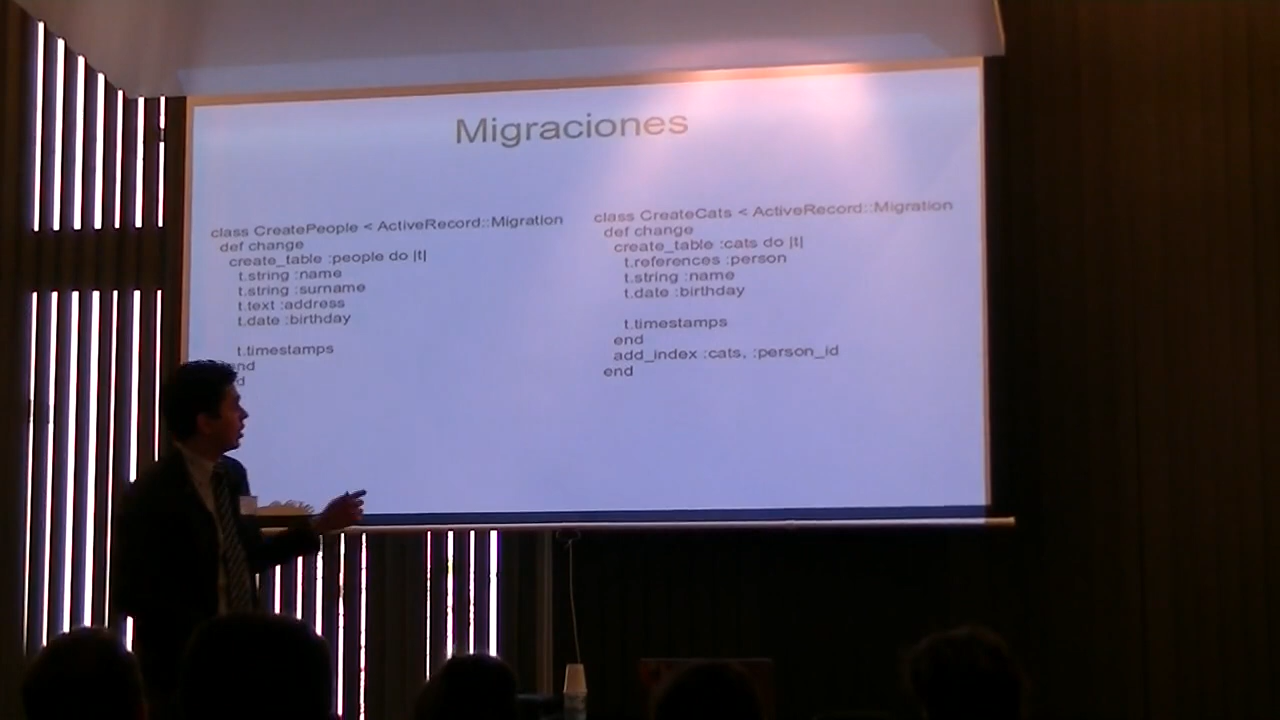 Migraciones
class CreatePeople < ActiveRecord::Migration
def change
create_table :people do |t|
t.string :name
t.string :surname
t.text :address
t.date :birthday
t.timestamps
end
class CreateCats < ActiveRecord::Migration
def change
create_table :cats do |t|
t.references :person
t.string :name
t.date :birthday
t.timestamps
end
add_index :cats, :person_id
end